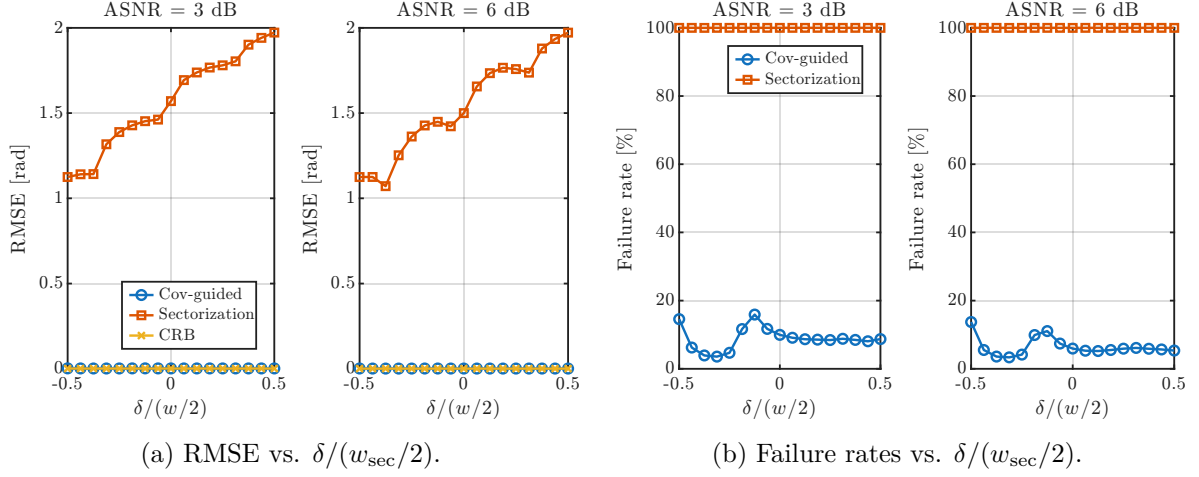 ASNR = 3 dB
ASNR = 6 dB
RMSE [rad]
2
1.5
1
0.5
0
-0.5
0
0.5
δ/(w/2)
Cov-guided
Sectorization
CRB
RMSE [rad]
2
1.5
1
0.5
0
-0.5
0
0.5
δ/(w/2)
(a) RMSE vs. δ/(w_sec/2).
ASNR = 3 dB
ASNR = 6 dB
Failure rate [%]
100
80
60
40
20
0
-0.5
0
0.5
δ/(w/2)
Cov-guided
Sectorization
Failure rate [%]
100
80
60
40
20
0
-0.5
0
0.5
δ/(w/2)
(b) Failure rates vs. δ/(w_sec/2).